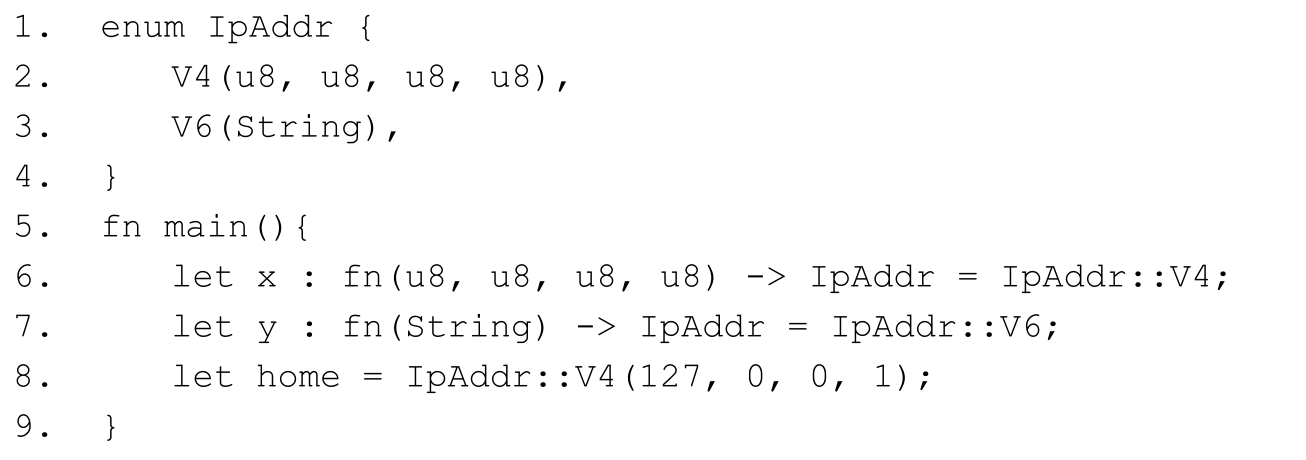 1. enum IpAddr {
2.     V4(u8, u8, u8, u8),
3.     V6(String),
4. }
5. fn main(){
6.     let x : fn(u8, u8, u8, u8) -> IpAddr = IpAddr::V4;
7.     let y : fn(String) -> IpAddr = IpAddr::V6;
8.     let home = IpAddr::V4(127, 0, 0, 1);
9. }